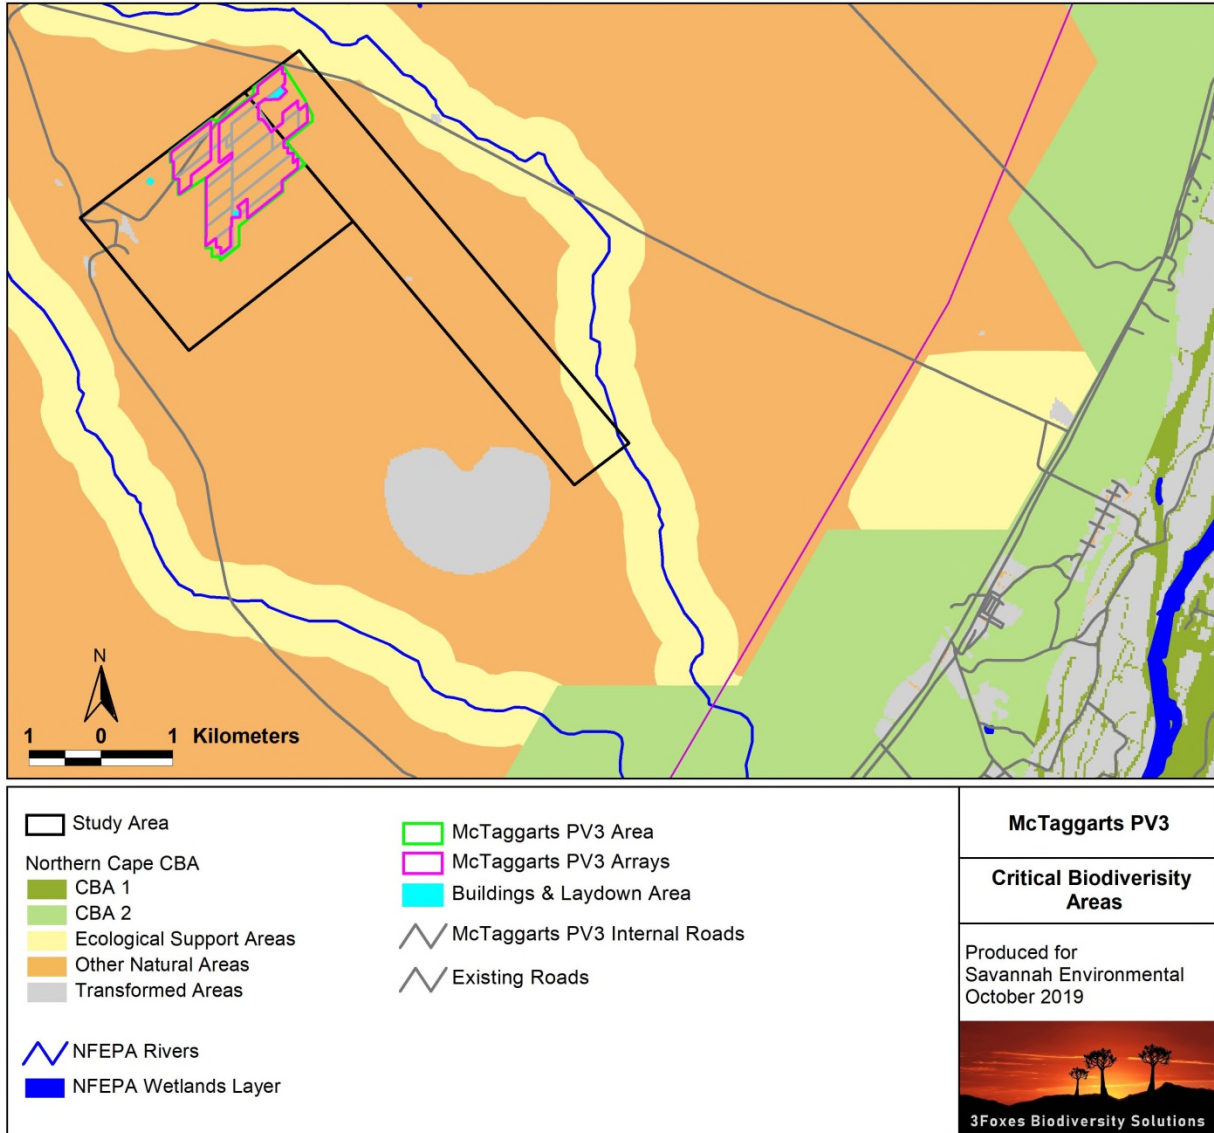 N
1 0 1 Kilometers
Study Area
Northern Cape CBA
CBA 1
CBA 2
Ecological Support Areas
Other Natural Areas
Transformed Areas
NFEPA Rivers
NFEPA Wetlands Layer
McTaggarts PV3 Area
McTaggarts PV3 Arrays
Buildings & Laydown Area
McTaggarts PV3 Internal Roads
Existing Roads
McTaggarts PV3
Critical Biodiverisity
Areas
Produced for
Savannah Environmental
October 2019
3Foxes Biodiversity Solutions